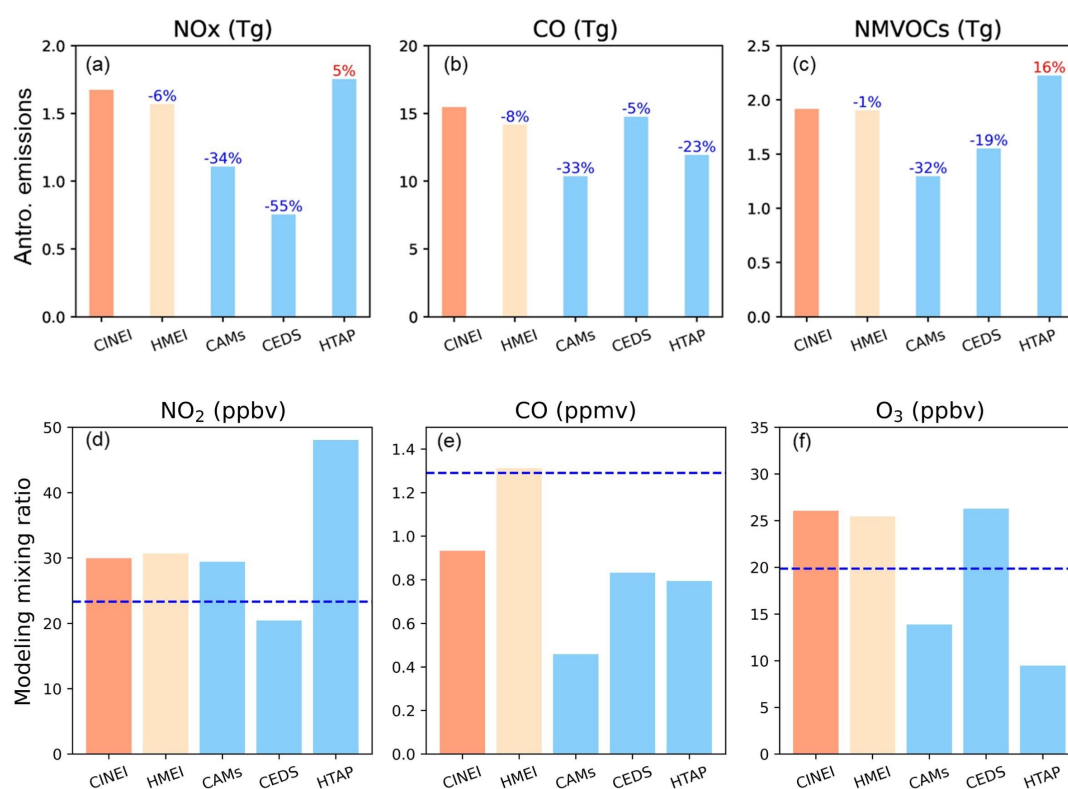 NOx (Tg)
(a)
Antro. emissions
2.0
1.5
1.0
0.5
0.0
-6%
-34%
-55%
5%
CINEI
HMEI
CAMs
CEDS
HTAP
CO (Tg)
(b)
20
15
10
5
0
-8%
-33%
-5%
-23%
CINEI
HMEI
CAMs
CEDS
HTAP
NMVOCs (Tg)
(c)
2.5
2.0
1.5
1.0
0.5
0.0
-1%
-32%
-19%
16%
CINEI
HMEI
CAMs
CEDS
HTAP
NO₂ (ppbv)
(d)
Modeling mixing ratio
50
40
30
20
10
0
CINEI
HMEI
CAMs
CEDS
HTAP
CO (ppmv)
(e)
1.4
1.2
1.0
0.8
0.6
0.4
0.2
0.0
CINEI
HMEI
CAMs
CEDS
HTAP
O₃ (ppbv)
(f)
35
30
25
20
15
10
5
0
CINEI
HMEI
CAMs
CEDS
HTAP